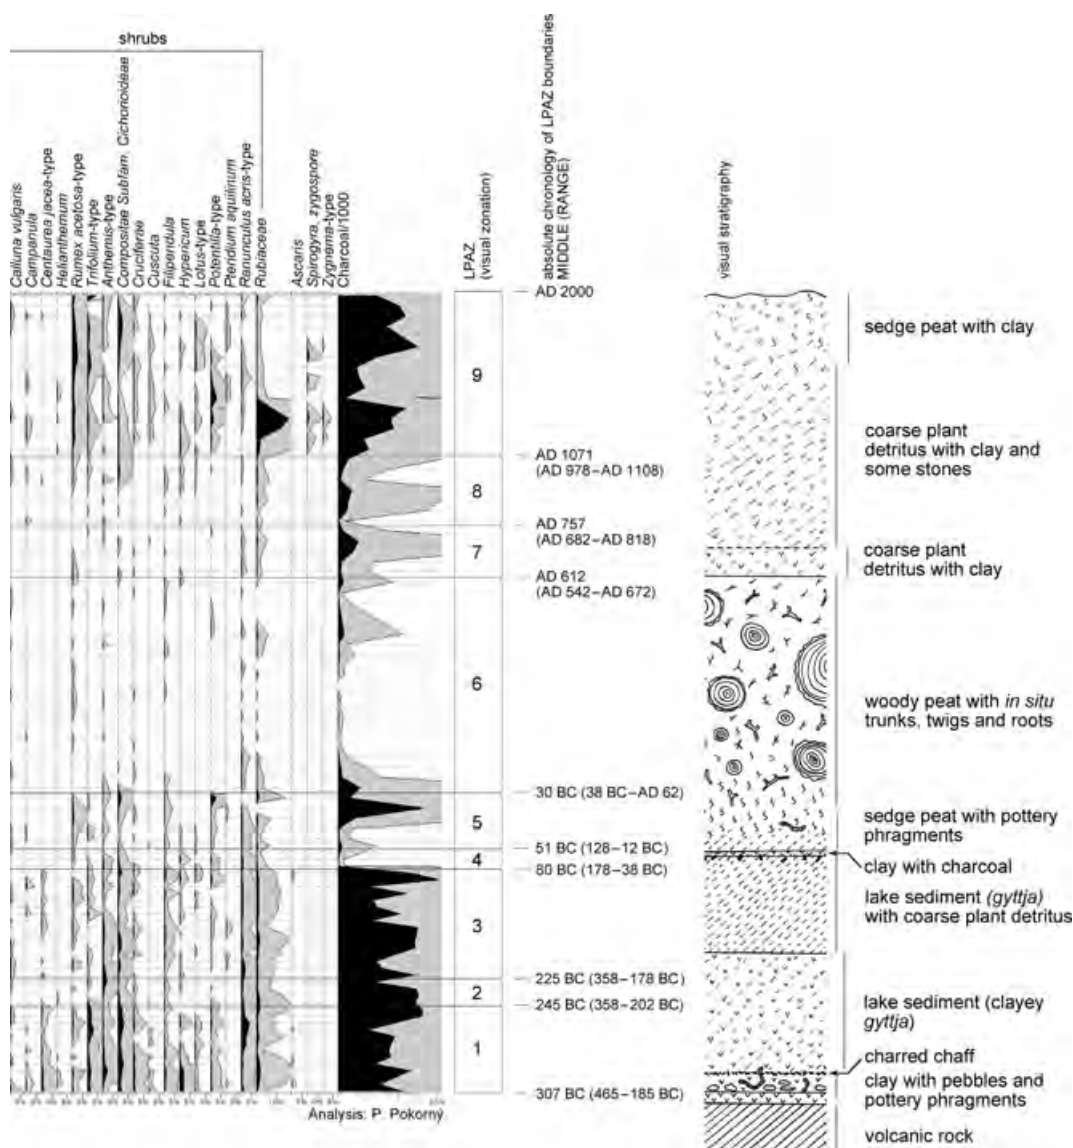 shrubs
Calluna vulgaris
Campanula
Centaurea jacea-type
Helianthemum
Rumex acetosa-type
Trifolium-type
Anthemis-type
Compositae Subfam. Cichorioideae
Cruciferae
Cuscuta
Filipendula
Hypericum
Lotus-type
Potentilla-type
Pteridium aquilinum
Ranunculus acris-type
Rubiaceae
Ascaris
Spirogyra, zygospore
Zygnema-type
Charcoal/1000
LPAZ
(visual zonation)
absolute chronology of LPAZ boundaries
MIDDLE (RANGE)
visual stratigraphy
AD 2000
sedge peat with clay
9
coarse plant
detritus with clay and
some stones
AD 1071
(AD 978–AD 1108)
8
AD 757
(AD 682–AD 818)
7
coarse plant
detritus with clay
AD 612
(AD 542–AD 672)
6
woody peat with in situ
trunks, twigs and roots
30 BC (38 BC–AD 62)
5
sedge peat with pottery
phragments
51 BC (128–12 BC)
4
clay with charcoal
80 BC (178–38 BC)
lake sediment (gyttja)
with coarse plant detritus
3
225 BC (358–178 BC)
2
245 BC (358–202 BC)
lake sediment (clayey
gyttja)
1
charred chaff
clay with pebbles and
pottery phragments
307 BC (465–185 BC)
Analysis: P. Pokorný
volcanic rock